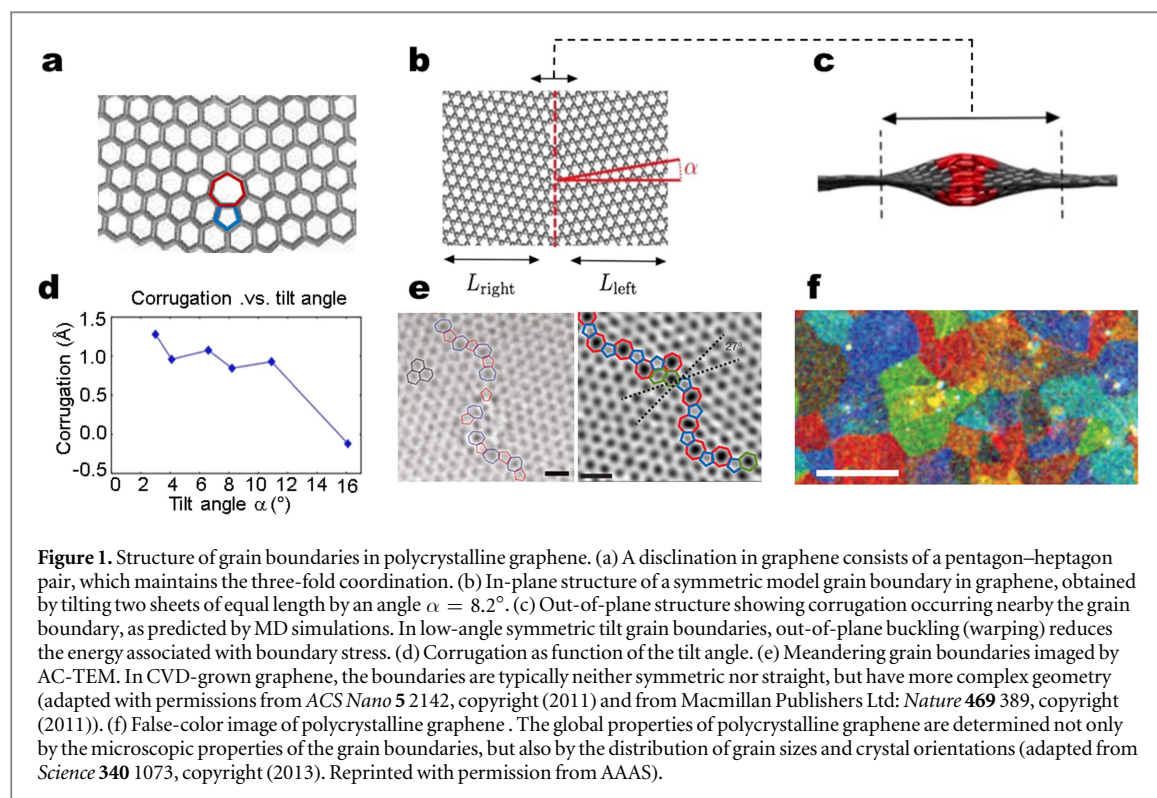 a
b
c
α
L_right
L_left
d
Corrugation .vs. tilt angle
Corrugation (Å)
1.5
1.0
0.5
0.0
-0.5
0 2 4 6 8 10 12 14 16
Tilt angle α (°)
e
27°
f
Figure 1. Structure of grain boundaries in polycrystalline graphene. (a) A disclination in graphene consists of a pentagon–heptagon
pair, which maintains the three-fold coordination. (b) In-plane structure of a symmetric model grain boundary in graphene, obtained
by tilting two sheets of equal length by an angle α = 8.2°. (c) Out-of-plane structure showing corrugation occurring nearby the grain
boundary, as predicted by MD simulations. In low-angle symmetric tilt grain boundaries, out-of-plane buckling (warping) reduces
the energy associated with boundary stress. (d) Corrugation as function of the tilt angle. (e) Meandering grain boundaries imaged by
AC-TEM. In CVD-grown graphene, the boundaries are typically neither symmetric nor straight, but have more complex geometry
(adapted with permissions from ACS Nano 5 2142, copyright (2011) and from Macmillan Publishers Ltd: Nature 469 389, copyright
(2011)). (f) False-color image of polycrystalline graphene . The global properties of polycrystalline graphene are determined not only
by the microscopic properties of the grain boundaries, but also by the distribution of grain sizes and crystal orientations (adapted from
Science 340 1073, copyright (2013). Reprinted with permission from AAAS).